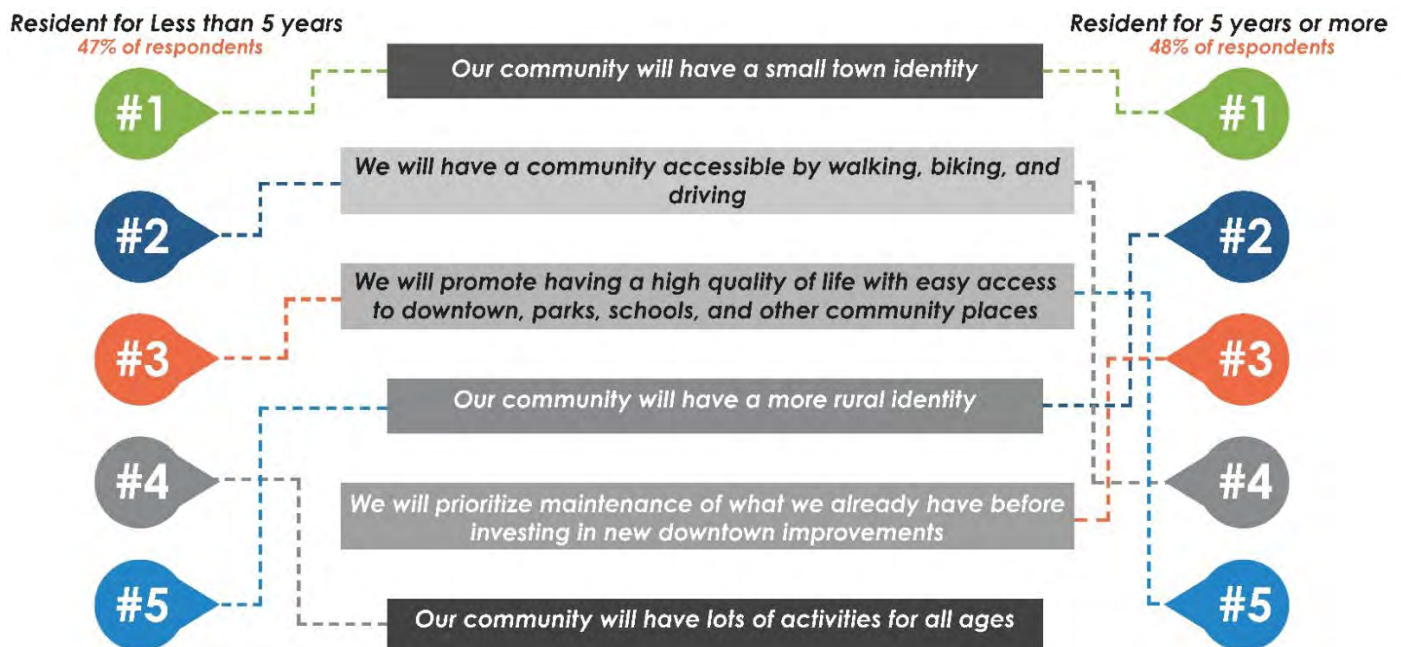 Resident for Less than 5 years
47% of respondents
Resident for 5 years or more
48% of respondents
#1
Our community will have a small town identity
#1
We will have a community accessible by walking, biking, and
driving
#2
#2
We will promote having a high quality of life with easy access
to downtown, parks, schools, and other community places
#3
#3
Our community will have a more rural identity
#4
#4
We will prioritize maintenance of what we already have before
investing in new downtown improvements
#5
#5
Our community will have lots of activities for all ages